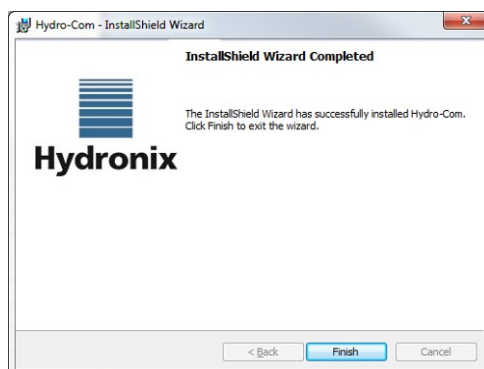 Hydro-Com - InstallShield Wizard
InstallShield Wizard Completed
The InstallShield Wizard has successfully installed Hydro-Com.
Click Finish to exit the wizard.
Hydronix
< Back
Finish
Cancel